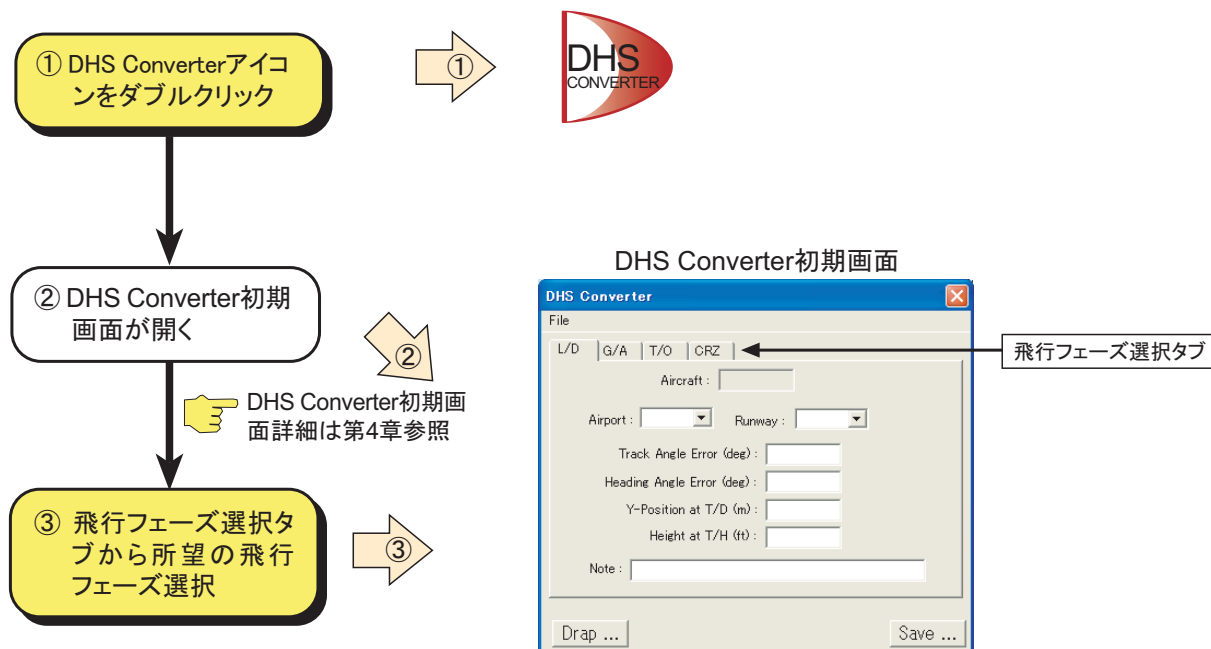 ① DHS Converterアイコ
ンをダブルクリック
①
DHS
CONVERTER
② DHS Converter初期
画面が開く
②
DHS Converter初期画
面詳細は第4章参照
③ 飛行フェーズ選択タ
ブから所望の飛行
フェーズ選択
③
DHS Converter初期画面
DHS Converter
File
L/D G/A T/O CRZ
飛行フェーズ選択タブ
Aircraft :
Airport : Runway :
Track Angle Error (deg) :
Heading Angle Error (deg) :
Y-Position at T/D (m) :
Height at T/H (ft) :
Note :
Drap ... Save ...